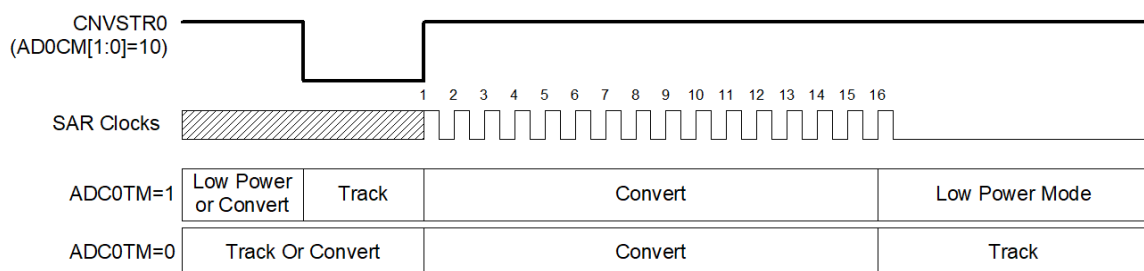 CNVSTR0
(AD0CM[1:0]=10)
1 2 3 4 5 6 7 8 9 10 11 12 13 14 15 16
SAR Clocks
ADC0TM=1
Low Power
or Convert
Track
Convert
Low Power Mode
ADC0TM=0
Track Or Convert
Convert
Track